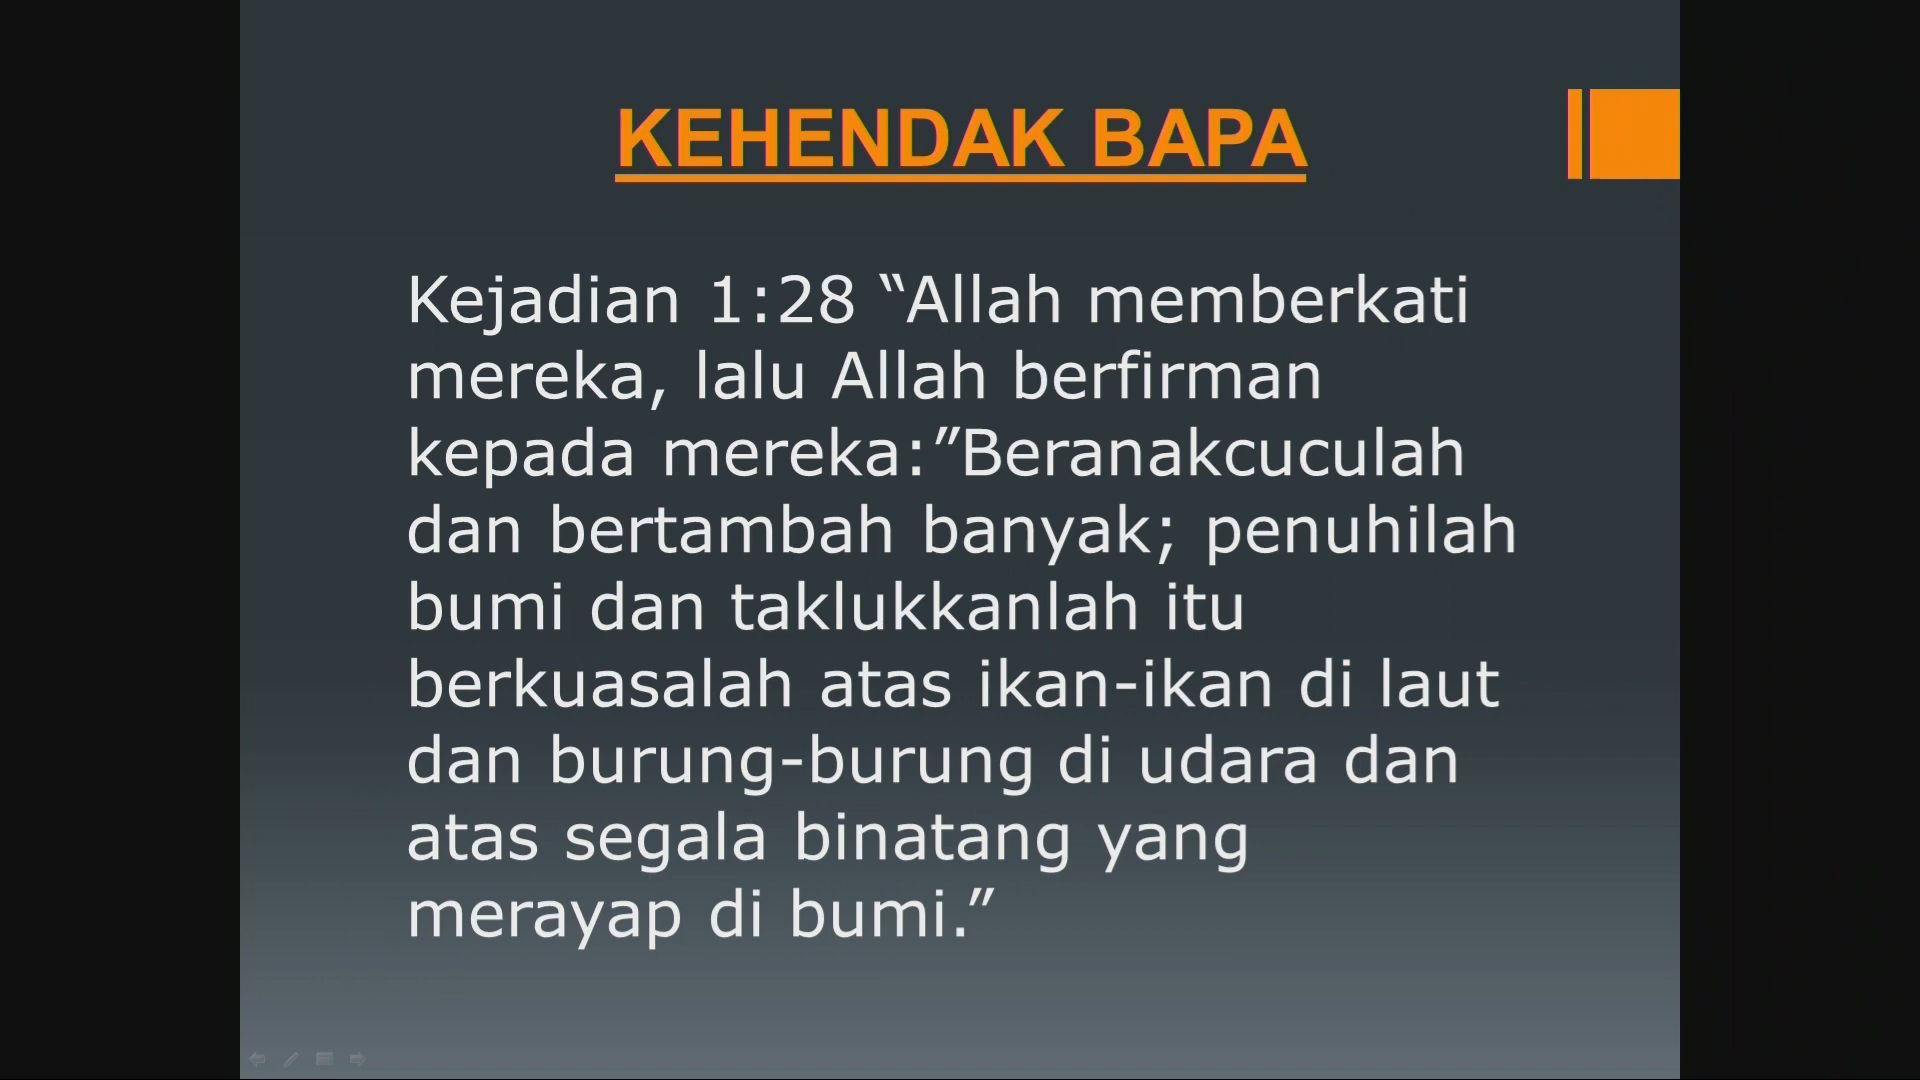 KEHENDAK BAPA
Kejadian 1:28 “Allah memberkati
mereka, lalu Allah berfirman
kepada mereka:”Beranakcuculah
dan bertambah banyak; penuhilah
bumi dan taklukkanlah itu
berkuasalah atas ikan-ikan di laut
dan burung-burung di udara dan
atas segala binatang yang
merayap di bumi.”